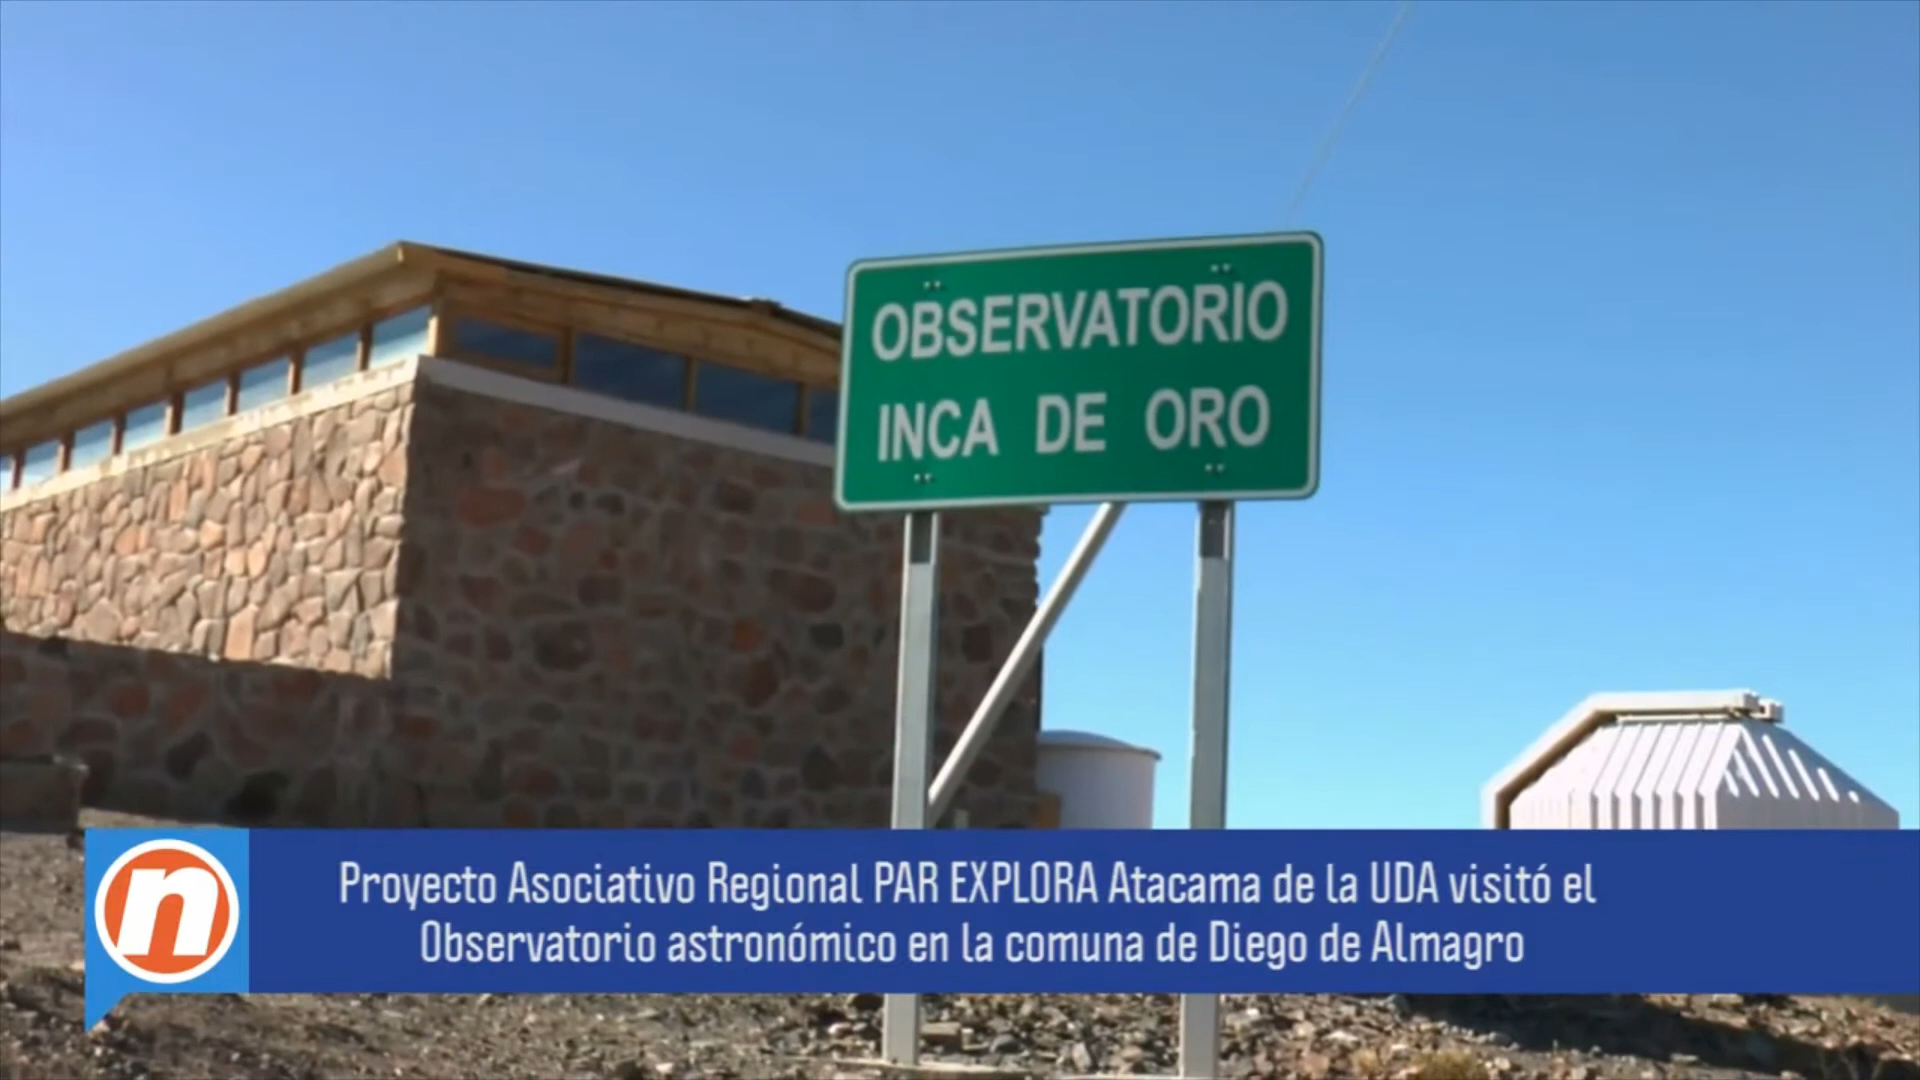 OBSERVATORIO
INCA DE ORO
n
Proyecto Asociativo Regional PAR EXPLORA Atacama de la UDA visitó el
Observatorio astronómico en la comuna de Diego de Almagro